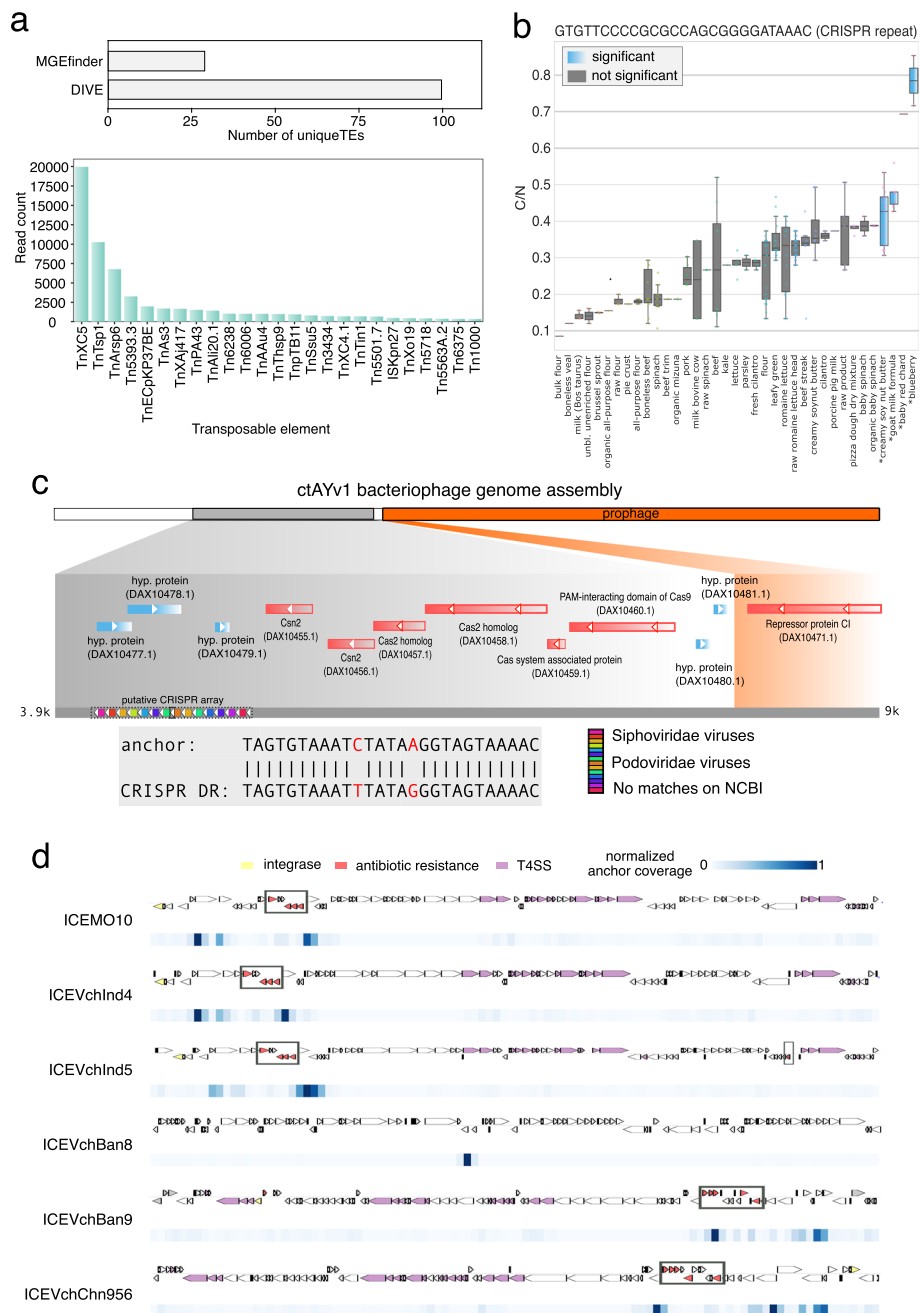 a
MGEfinder
DIVE
0
25
50
75
100
Number of uniqueTEs
Read count
20000
17500
15000
12500
10000
7500
5000
2500
0
TnXC5
TnTsp1
TnArsp6
Tn5393.3
TnECpKP37BE
TnAs3
TnXAj417
TnPA43
TnAli20.1
Tn6238
Tn6006
TnAAu4
TnThsp9
TnpTB11
TnSsu5
Tn3434
TnXC4.1
TnTin1
Tn5501.7
ISKpn27
TnXo19
Tn5718
Tn5563A.2
Tn6375
Tn1000
Transposable element
b
GTGTTCCCCGCGCCAGCGGGGATAAAC (CRISPR repeat)
significant
not significant
C/N
0.8
0.7
0.6
0.5
0.4
0.3
0.2
0.1
bulk flour
boneless veal
milk (Bos taurus)
unbl. unenriched flour
brussel sprout
organic all-purpose flour
raw flour
pie crust
all-purpose flour
boneless beef
spinach
beef trim
organic mizuna
pork
milk bovine cow
raw spinach
beef
kale
lettuce
parsley
fresh cilantro
flour
leafy green
romaine lettuce
raw romaine lettuce head
beef streak
creamy soynut butter
cilantro
porcine pig milk
raw product
pizza dough dry mixture
baby spinach
organic baby spinach
*creamy soy nut butter
*goat milk formula
*baby red chard
*blueberry
c
ctAYv1 bacteriophage genome assembly
prophage
hyp. protein
(DAX10478.1)
hyp. protein
(DAX10477.1)
hyp. protein
(DAX10479.1)
Csn2
(DAX10455.1)
Csn2
(DAX10456.1)
Cas2 homolog
(DAX10457.1)
Cas2 homolog
(DAX10458.1)
Cas system associated protein
(DAX10459.1)
PAM-interacting domain of Cas9
(DAX10460.1)
hyp. protein
(DAX10480.1)
hyp. protein
(DAX10481.1)
Repressor protein CI
(DAX10471.1)
putative CRISPR array
3.9k
9k
anchor: TAGTGTAAATCTATAAGGTAGTAAAAC
CRISPR DR: TAGTGTAAATTTATAGGGTAGTAAAAC
Siphoviridae viruses
Podoviridae viruses
No matches on NCBI
d
integrase
antibiotic resistance
T4SS
normalized
anchor coverage
0
1
ICEMO10
ICEVchInd4
ICEVchInd5
ICEVchBan8
ICEVchBan9
ICEVchChn956